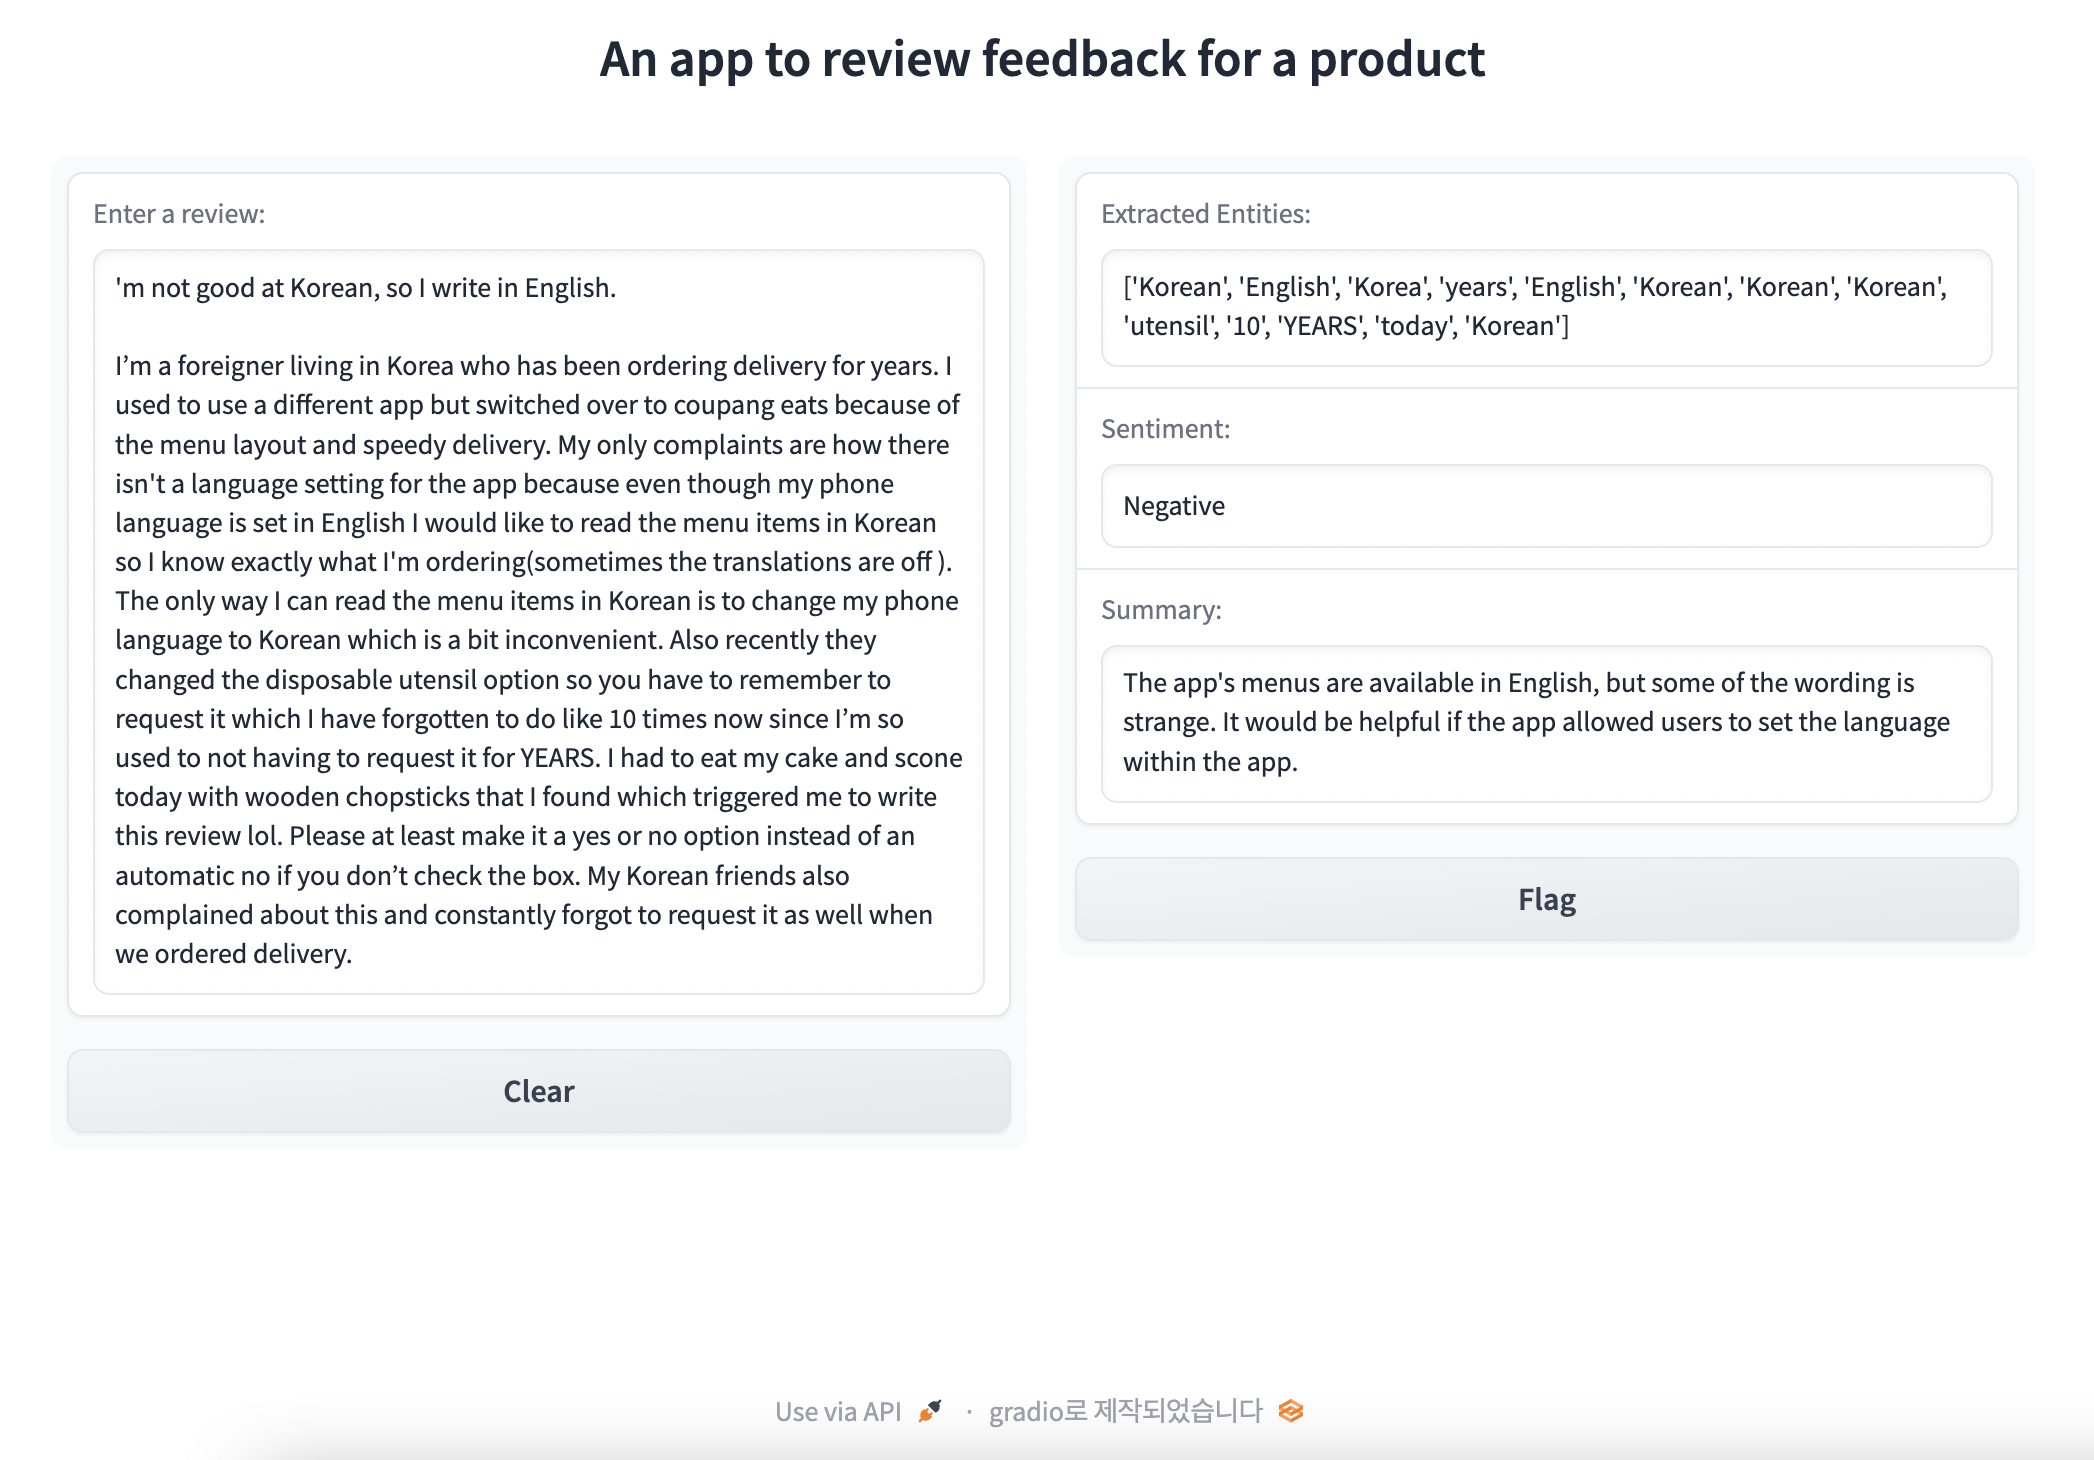 An app to review feedback for a product
Enter a review:
'm not good at Korean, so I write in English.
I’m a foreigner living in Korea who has been ordering delivery for years. I
used to use a different app but switched over to coupang eats because of
the menu layout and speedy delivery. My only complaints are how there
isn't a language setting for the app because even though my phone
language is set in English I would like to read the menu items in Korean
so I know exactly what I'm ordering(sometimes the translations are off ).
The only way I can read the menu items in Korean is to change my phone
language to Korean which is a bit inconvenient. Also recently they
changed the disposable utensil option so you have to remember to
request it which I have forgotten to do like 10 times now since I’m so
used to not having to request it for YEARS. I had to eat my cake and scone
today with wooden chopsticks that I found which triggered me to write
this review lol. Please at least make it a yes or no option instead of an
automatic no if you don’t check the box. My Korean friends also
complained about this and constantly forgot to request it as well when
we ordered delivery.
Clear
Extracted Entities:
['Korean', 'English', 'Korea', 'years', 'English', 'Korean', 'Korean', 'Korean',
'utensil', '10', 'YEARS', 'today', 'Korean']
Sentiment:
Negative
Summary:
The app's menus are available in English, but some of the wording is
strange. It would be helpful if the app allowed users to set the language
within the app.
Flag
Use via API · gradio로 제작되었습니다